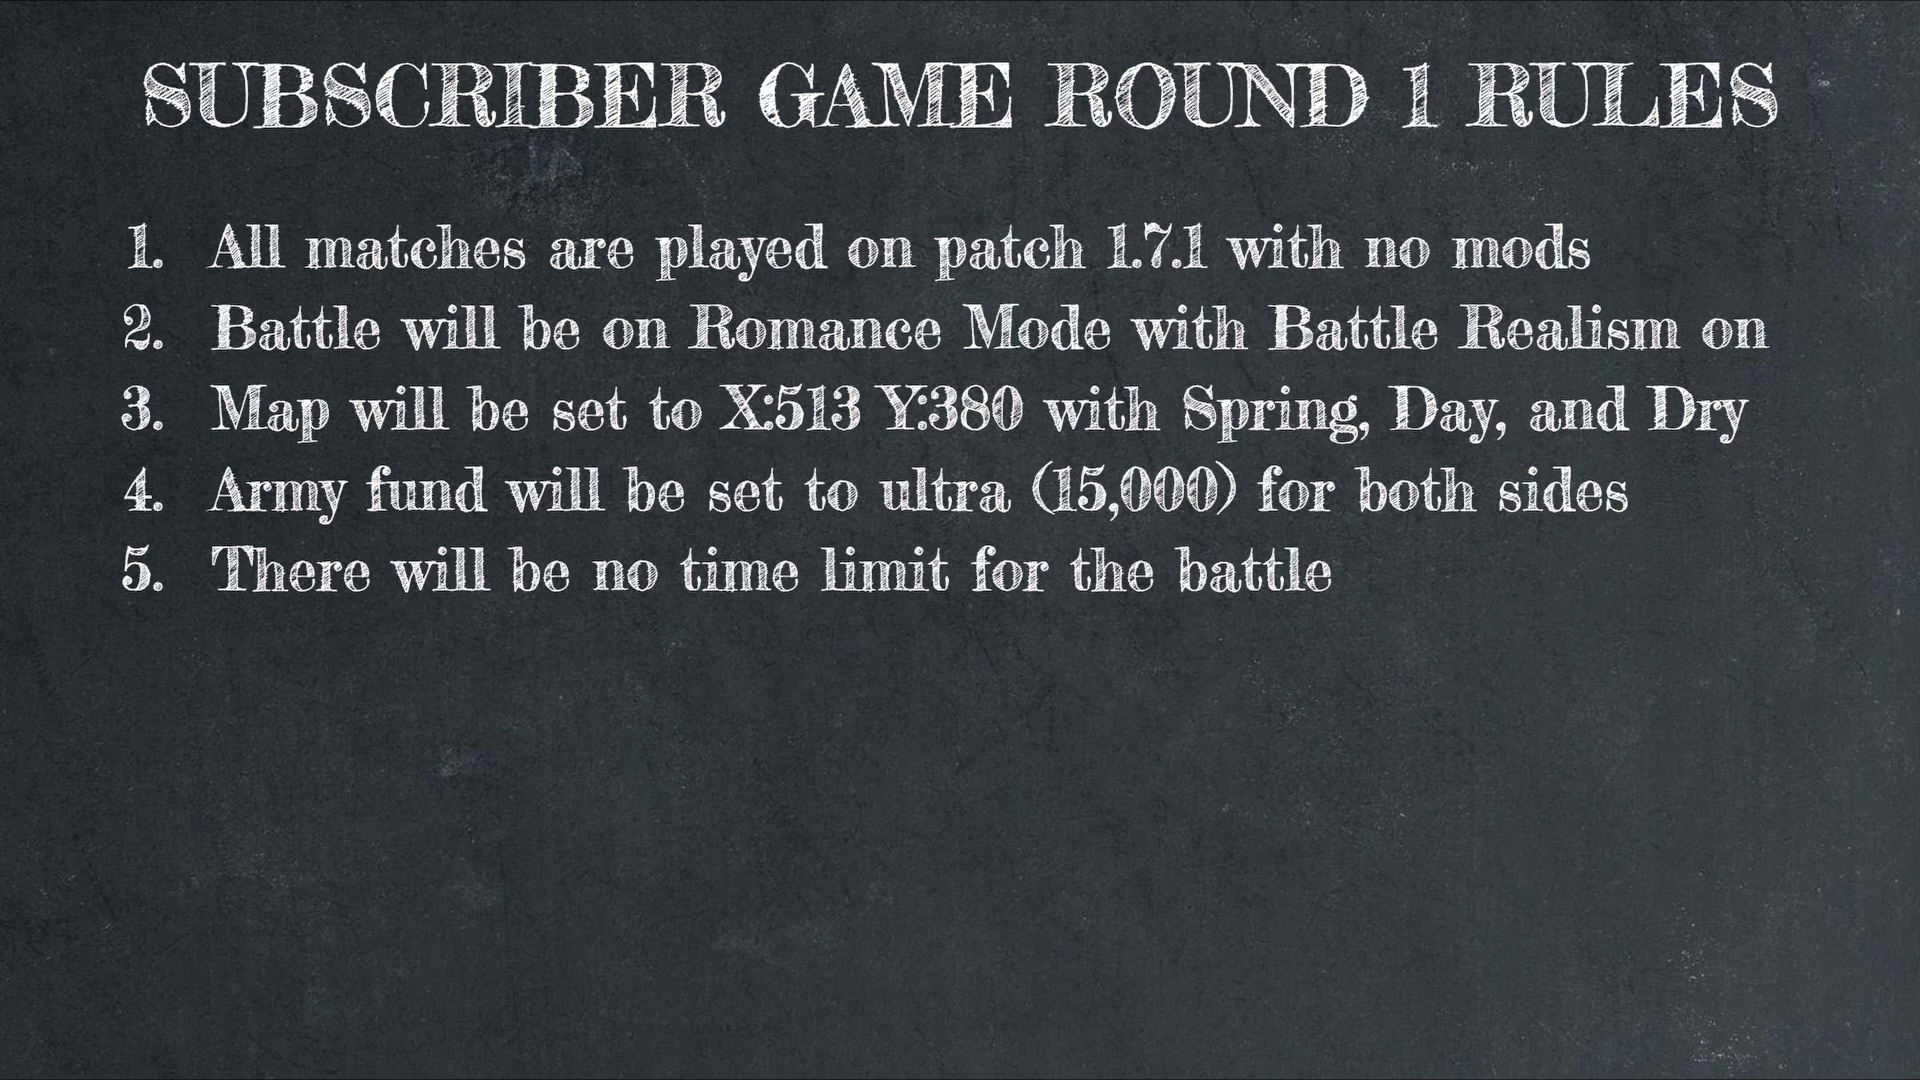 SUBSCRIBER GAME ROUND 1 RULES
1. All matches are played on patch 1.7.1 with no mods
2. Battle will be on Romance Mode with Battle Realism on
3. Map will be set to X:513 Y:380 with Spring, Day, and Dry
4. Army fund will be set to ultra (15,000) for both sides
5. There will be no time limit for the battle